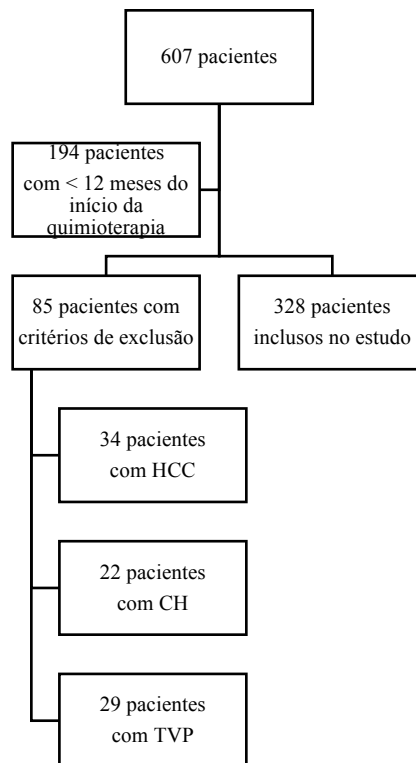 607 pacientes
194 pacientes
com < 12 meses do
início da
quimioterapia
85 pacientes com
critérios de exclusão
328 pacientes
inclusos no estudo
34 pacientes
com HCC
22 pacientes
com CH
29 pacientes
com TVP